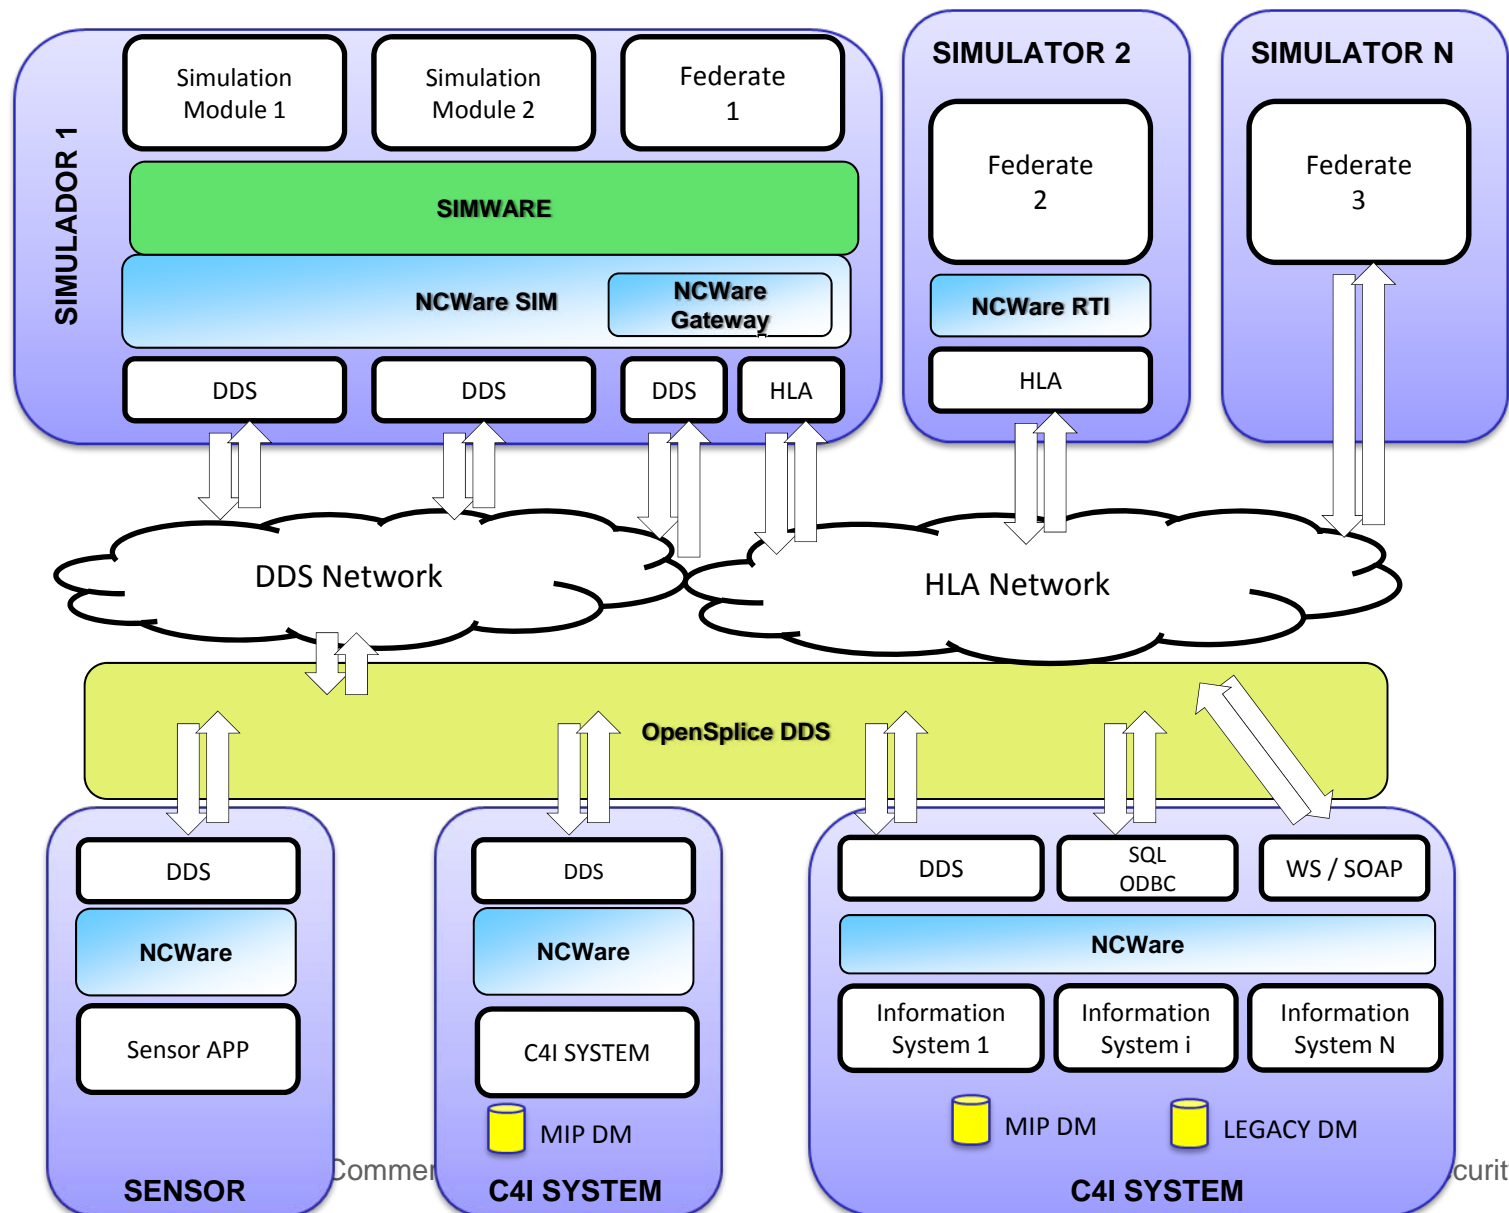 SIMULADOR 1
Simulation
Module 1
Simulation
Module 2
Federate
1
SIMWARE
NCWare SIM
NCWare
Gateway
DDS
DDS
DDS
HLA
SIMULATOR 2
Federate
2
NCWare RTI
HLA
SIMULATOR N
Federate
3
DDS Network
HLA Network
OpenSplice DDS
DDS
NCWare
Sensor APP
SENSOR
DDS
NCWare
C4I SYSTEM
MIP DM
C4I SYSTEM
DDS
SQL
ODBC
WS / SOAP
NCWare
Information
System 1
Information
System i
Information
System N
MIP DM
LEGACY DM
C4I SYSTEM